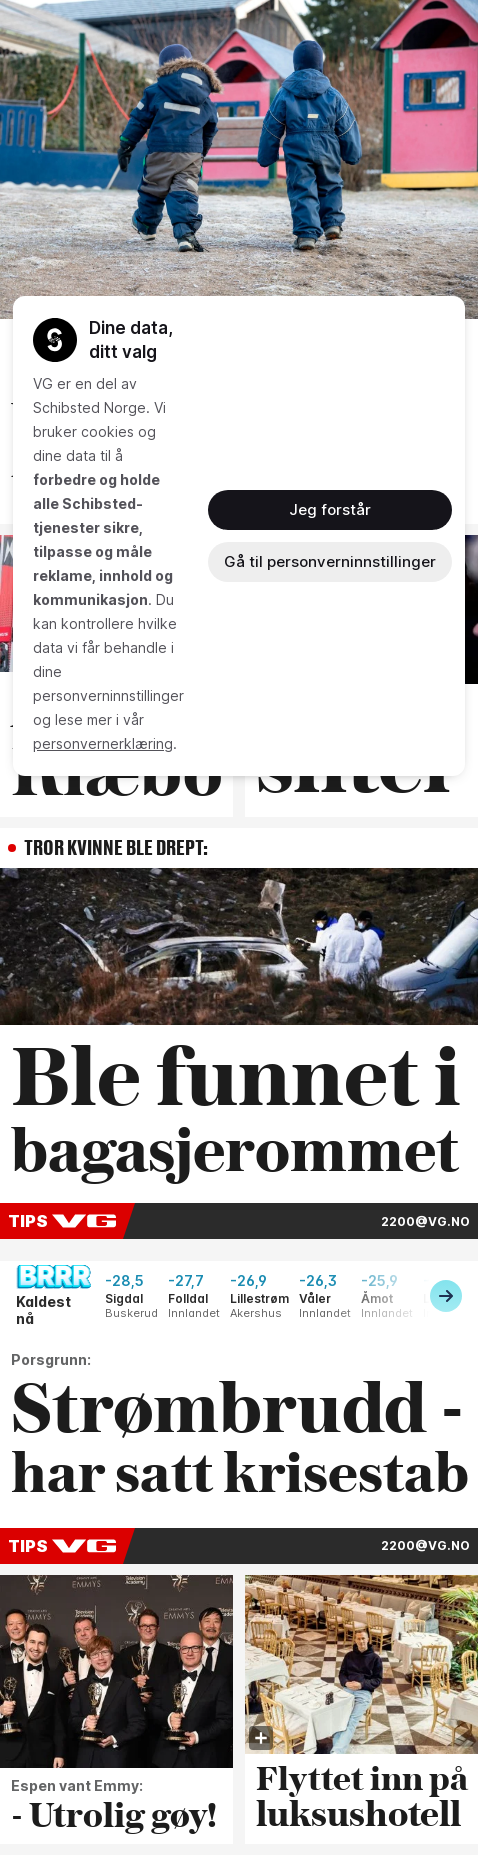 Dine data,
ditt valg
VG er en del av
Schibsted Norge. Vi
bruker cookies og
dine data til å
forbedre og holde
alle Schibsted-
tjenester sikre,
tilpasse og måle
reklame, innhold og
kommunikasjon. Du
kan kontrollere hvilke
data vi får behandle i
dine
personverninnstillinger
og lese mer i vår
personvernerklæring.
Jeg forstår
Gå til personverninnstillinger
Klæbo
TROR KVINNE BLE DREPT:
Ble funnet i
bagasjerommet
TIPS VG 2200@VG.NO
BRRR
Kaldest
nå
-28,5 -27,7 -26,9 -26,3 -25,9
Sigdal Folldal Lillestrøm Våler Åmot
Buskerud Innlandet Akershus Innlandet Innlandet
Porsgrunn:
Strømbrudd -
har satt krisestab
TIPS VG 2200@VG.NO
EMMYS
Television
Academy
EMMYS
Espen vant Emmy:
- Utrolig gøy!
Flyttet inn på
luksushotell